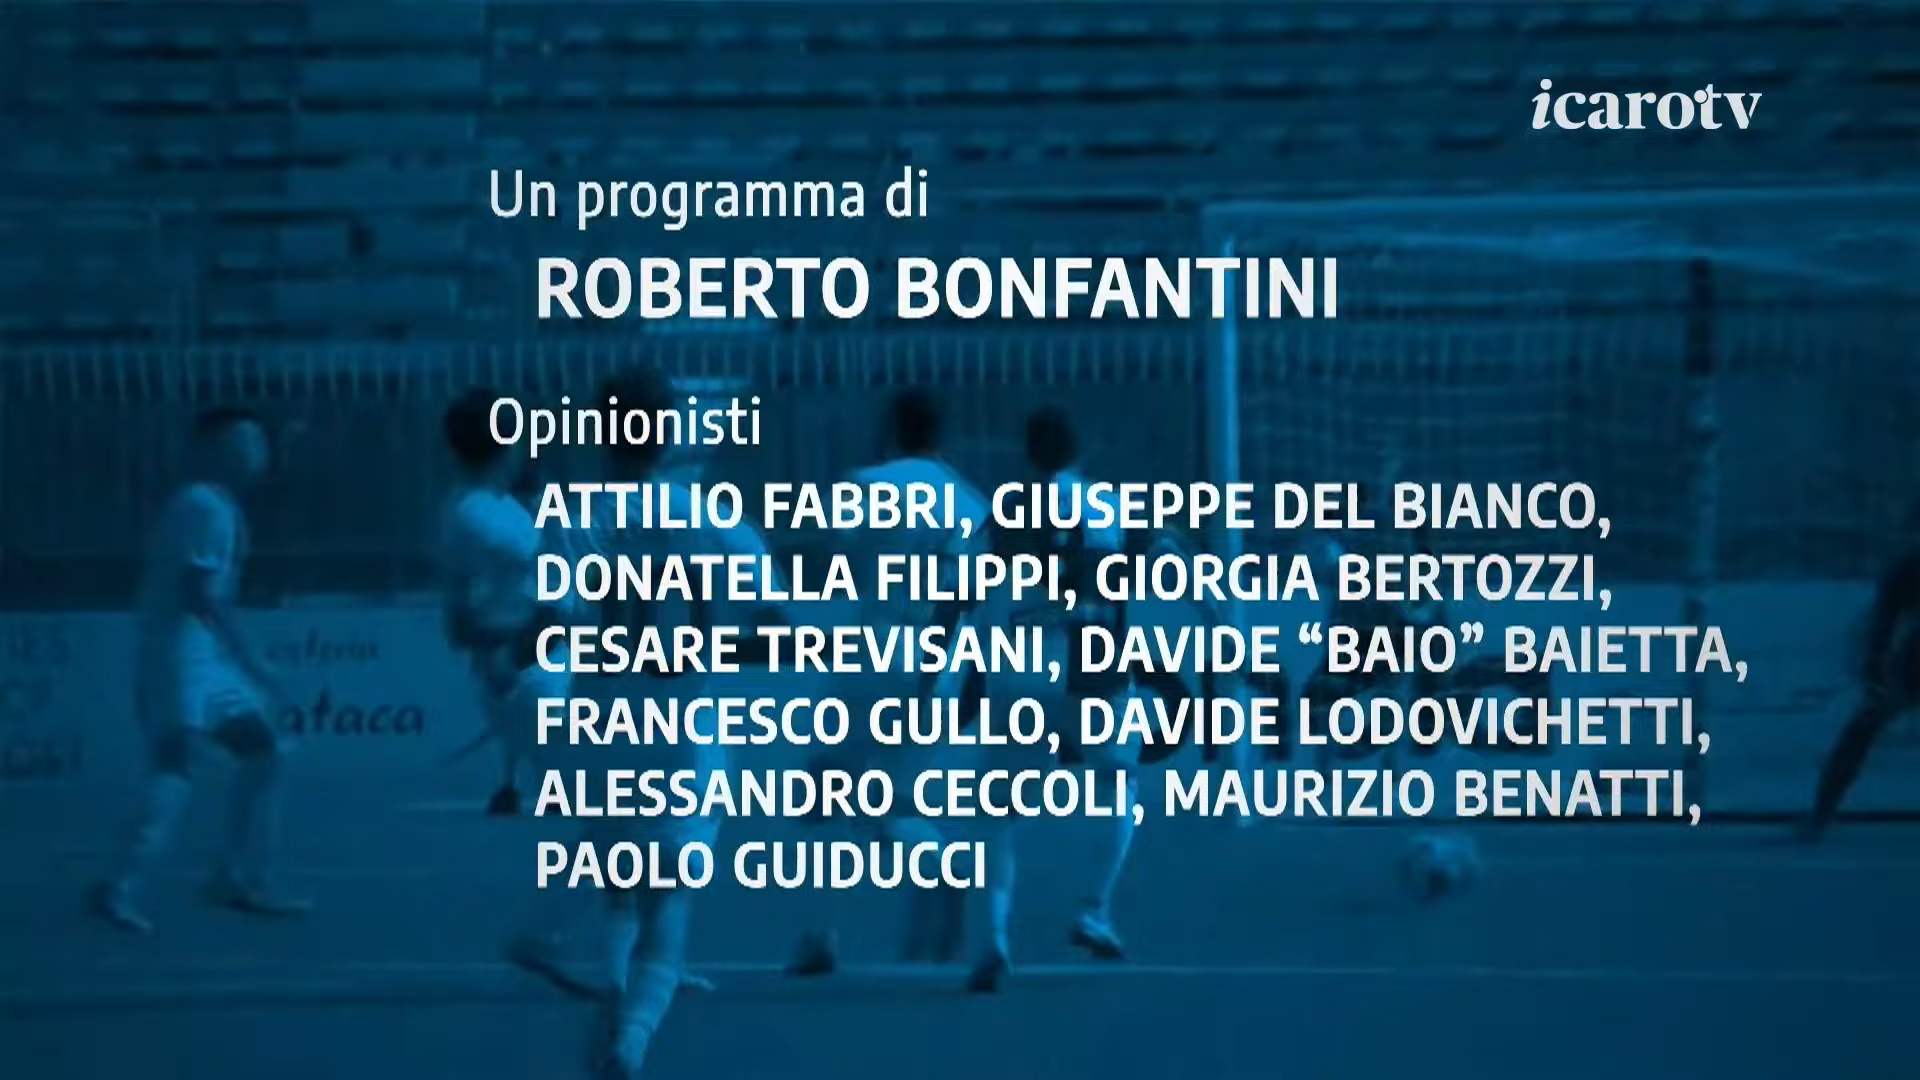 icarotv
Un programma di
ROBERTO BONFANTINI
Opinionisti
ATTILIO FABBRI, GIUSEPPE DEL BIANCO,
DONATELLA FILIPPI, GIORGIA BERTOZZI,
CESARE TREVISANI, DAVIDE “BAIO” BAIETTA,
FRANCESCO GULLO, DAVIDE LODOVICHETTI,
ALESSANDRO CECCOLI, MAURIZIO BENATTI,
PAOLO GUIDUCCI